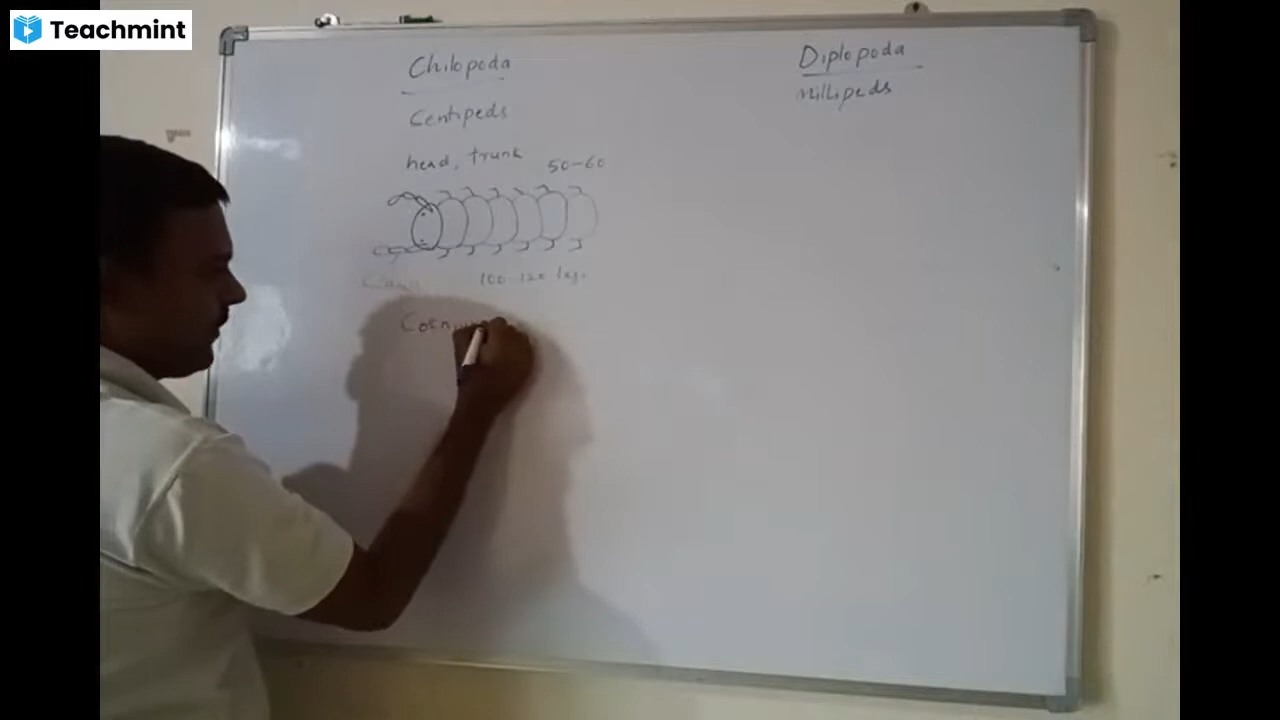 Teachmint
Chilopoda
Centipeds
head, trunk
50-60
100-120 legs.
Diplopoda
Millipeds